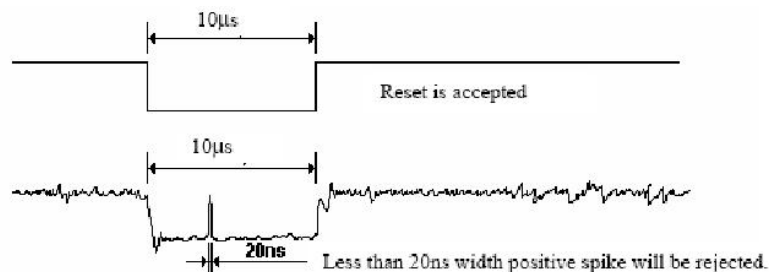 10µs
Reset is accepted
10µs
20ns
Less than 20ns width positive spike will be rejected.